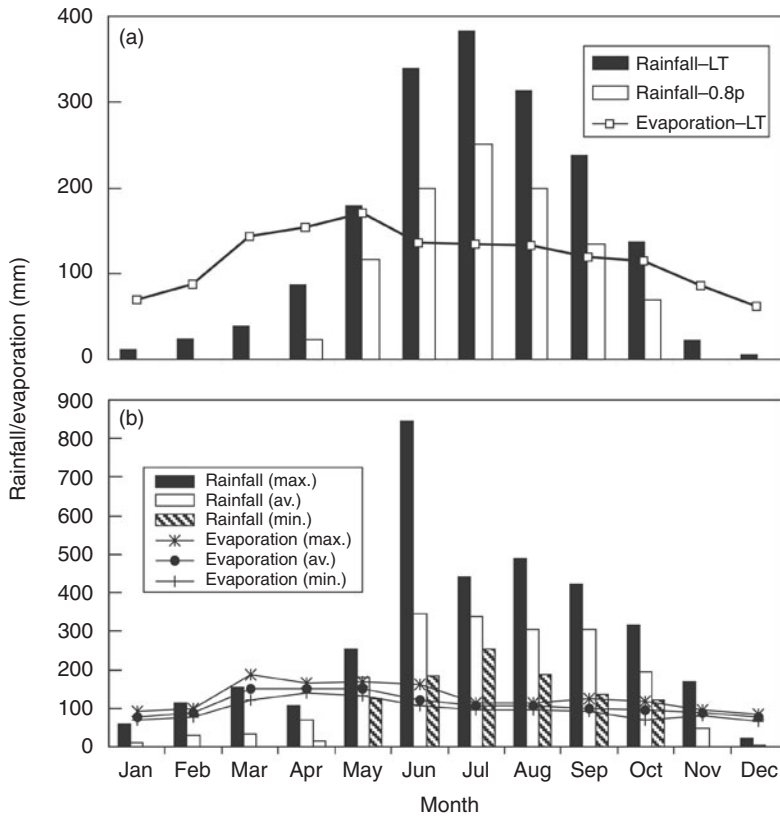 Rainfall/evaporation (mm)
(a)
400
300
200
100
0
Rainfall–LT
Rainfall–0.8p
Evaporation–LT
(b)
900
800
700
600
500
400
300
200
100
0
Rainfall (max.)
Rainfall (av.)
Rainfall (min.)
Evaporation (max.)
Evaporation (av.)
Evaporation (min.)
Jan Feb Mar Apr May Jun Jul Aug Sep Oct Nov Dec
Month